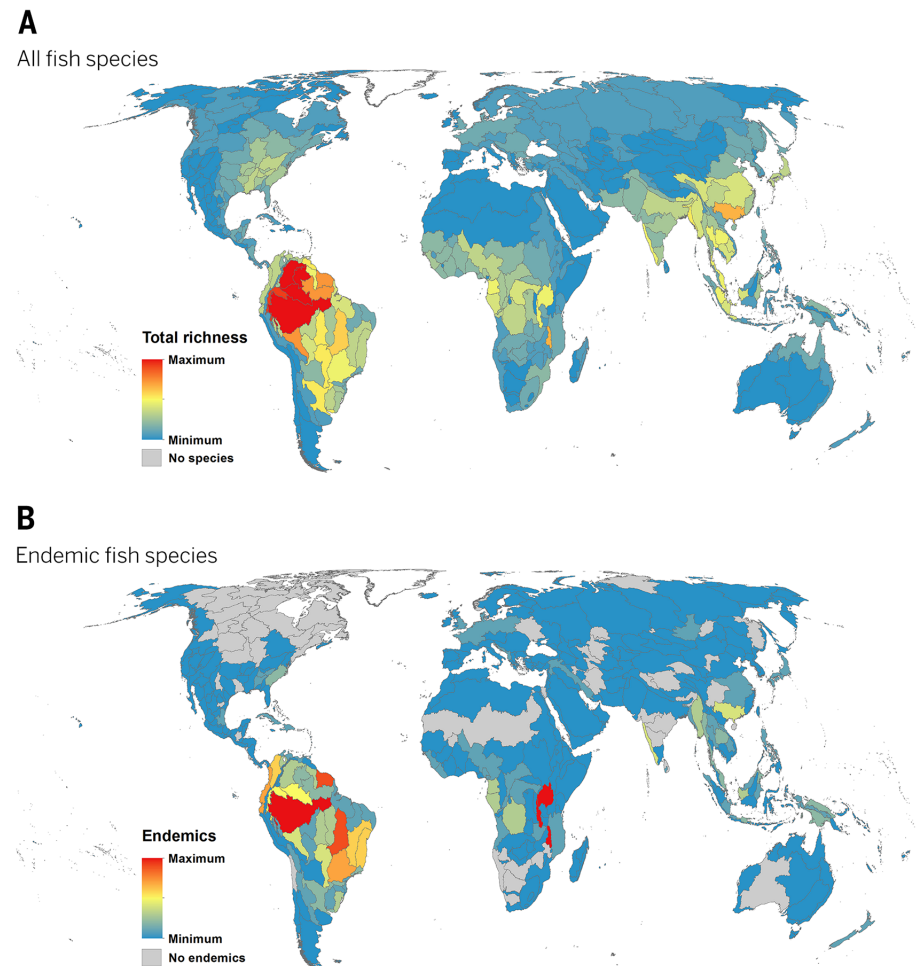 A
All fish species
Total richness
Maximum
Minimum
No species
B
Endemic fish species
Endemics
Maximum
Minimum
No endemics